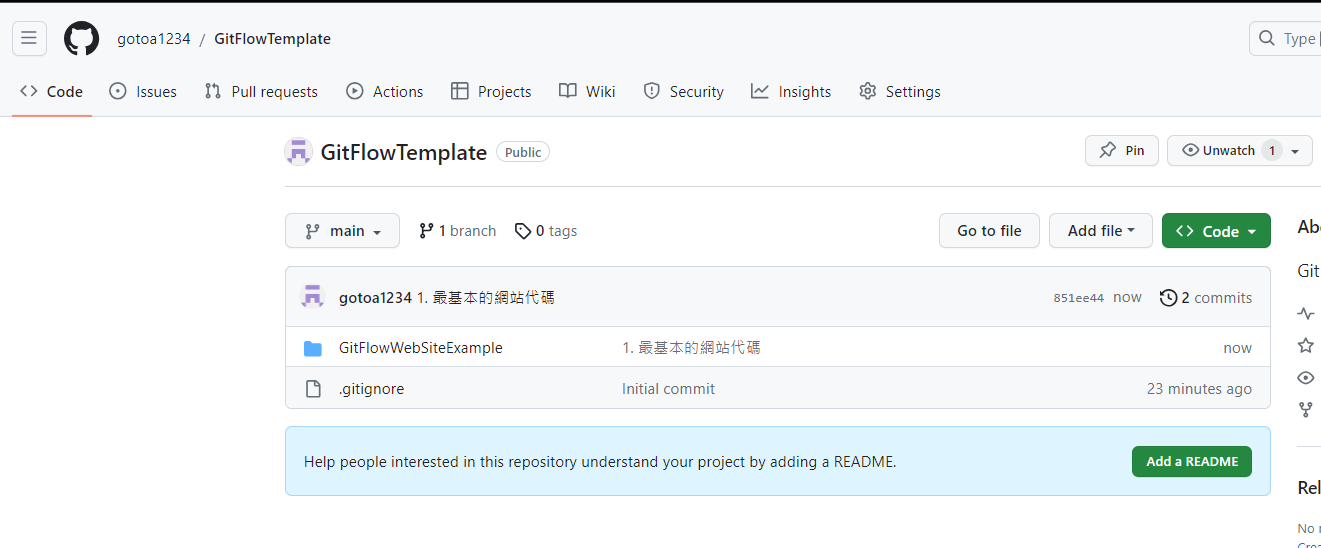 gotoa1234 / GitFlowTemplate
Type
Code Issues Pull requests Actions Projects Wiki Security Insights Settings
GitFlowTemplate Public Pin Unwatch 1
main 1 branch 0 tags Go to file Add file Code
gotoa1234 1. 最基本的網站代碼 851ee44 now 2 commits
GitFlowWebSiteExample 1. 最基本的網站代碼 now
.gitignore Initial commit 23 minutes ago
Help people interested in this repository understand your project by adding a README. Add a README
Git
No